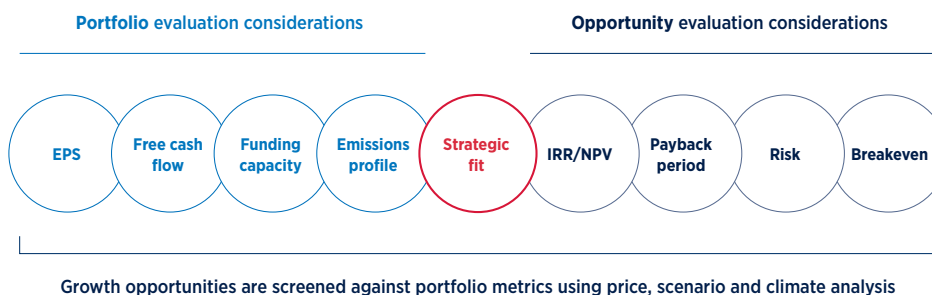 Portfolio evaluation considerations
Opportunity evaluation considerations
EPS
Free cash
flow
Funding
capacity
Emissions
profile
Strategic
fit
IRR/NPV
Payback
period
Risk
Breakeven
Growth opportunities are screened against portfolio metrics using price, scenario and climate analysis